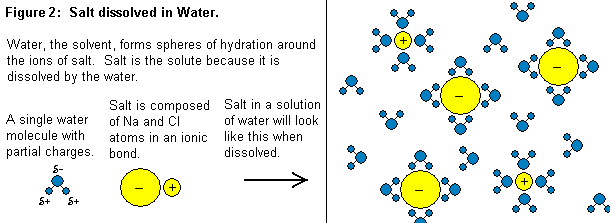 Figure 2:  Salt dissolved in Water.
Water, the solvent, forms spheres of hydration around
the ions of salt.  Salt is the solute because it is
dissolved by the water.
A single water
molecule with
partial charges.
δ−
δ+ δ+
Salt is composed
of Na and Cl
atoms in an ionic
bond.
− +
Salt in a solution
of water will look
like this when
dissolved.
+
−
−
−
+